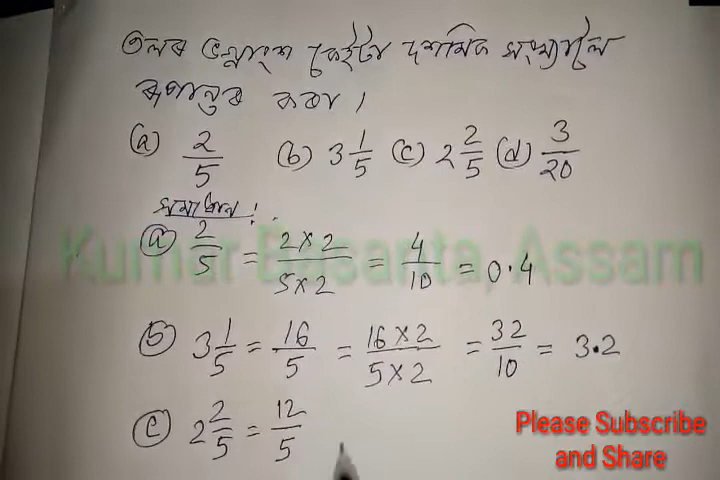 তলৰ ভগ্নাংশ কেইটা দশমিক সংখ্যালৈ
ৰূপান্তৰ কৰা ।
(a) 2/5 (b) 3 1/5 (c) 2 2/5 (d) 3/20
সমাধান :
(a) 2/5 = 2×2/5×2 = 4/10 = 0.4
(b) 3 1/5 = 16/5 = 16×2/5×2 = 32/10 = 3.2
(c) 2 2/5 = 12/5
Kumar Basanta, Assam
Please Subscribe
and Share